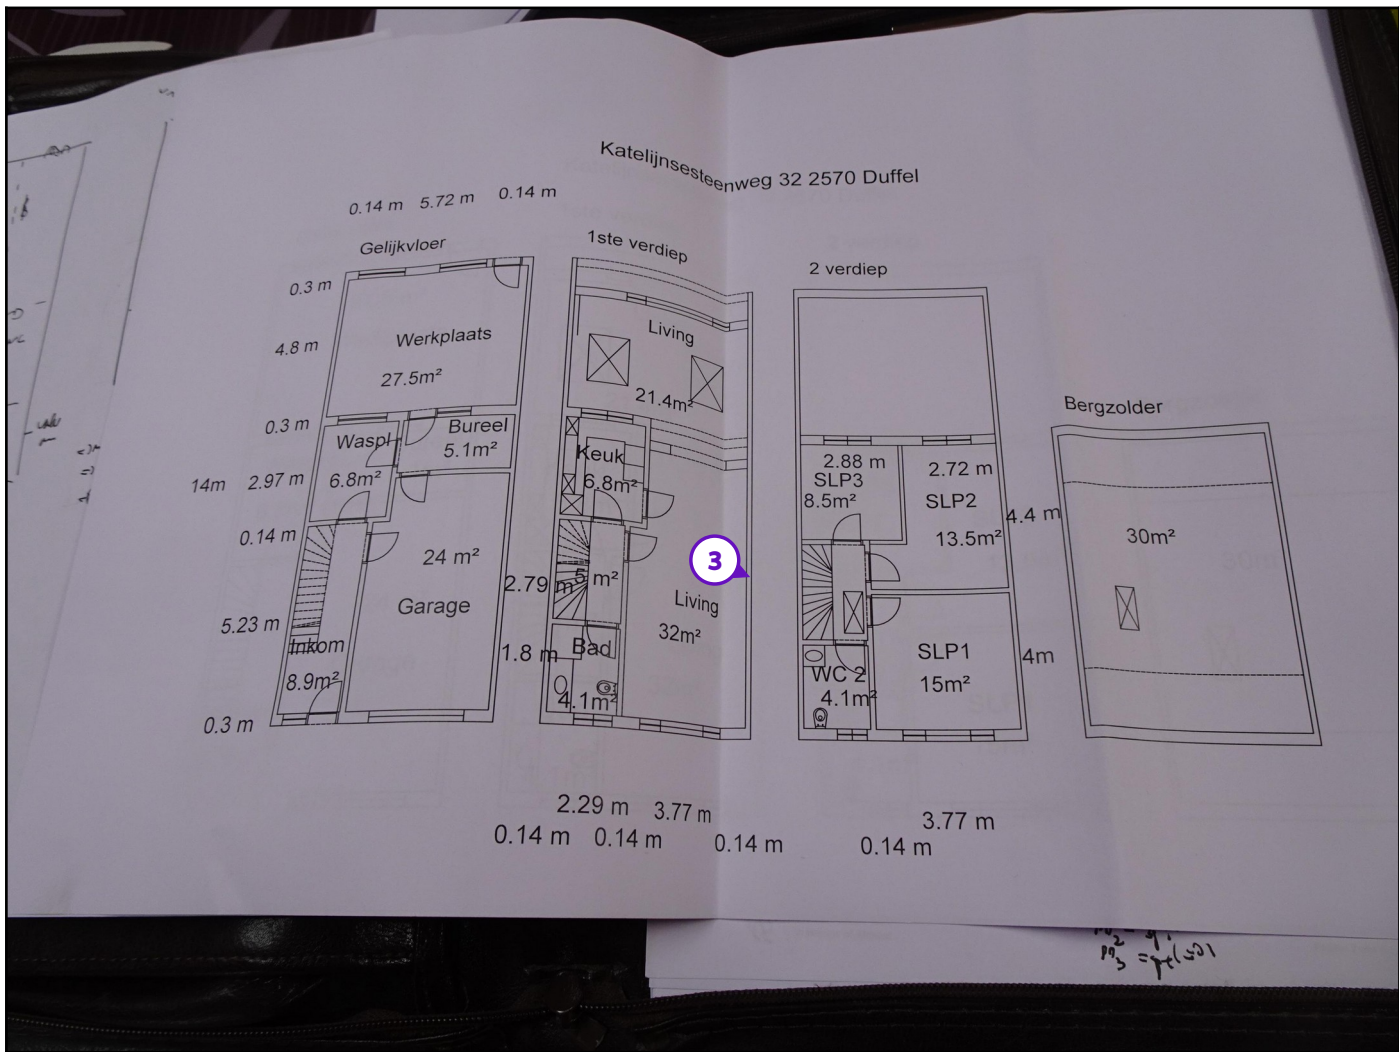 Katelijnsesteenweg 32 2570 Duffel
0.14 m 5.72 m 0.14 m
Gelijkvloer
0.3 m
4.8 m
Werkplaats
27.5m²
0.3 m
Waspl
6.8m²
Bureel
5.1m²
14m 2.97 m
0.14 m
24 m²
Garage
5.23 m
Inkom
8.9m²
0.3 m
1ste verdiep
Living
21.4m²
Keuk
6.8m²
2.79 m
5 m²
3
Living
32m²
1.8 m
Bad
4.1m²
2.29 m 3.77 m
0.14 m 0.14 m 0.14 m
2 verdiep
2.88 m
SLP3
8.5m²
2.72 m
SLP2
13.5m²
4.4 m
SLP1
15m²
4m
WC 2
4.1m²
3.77 m
0.14 m
Bergzolder
30m²